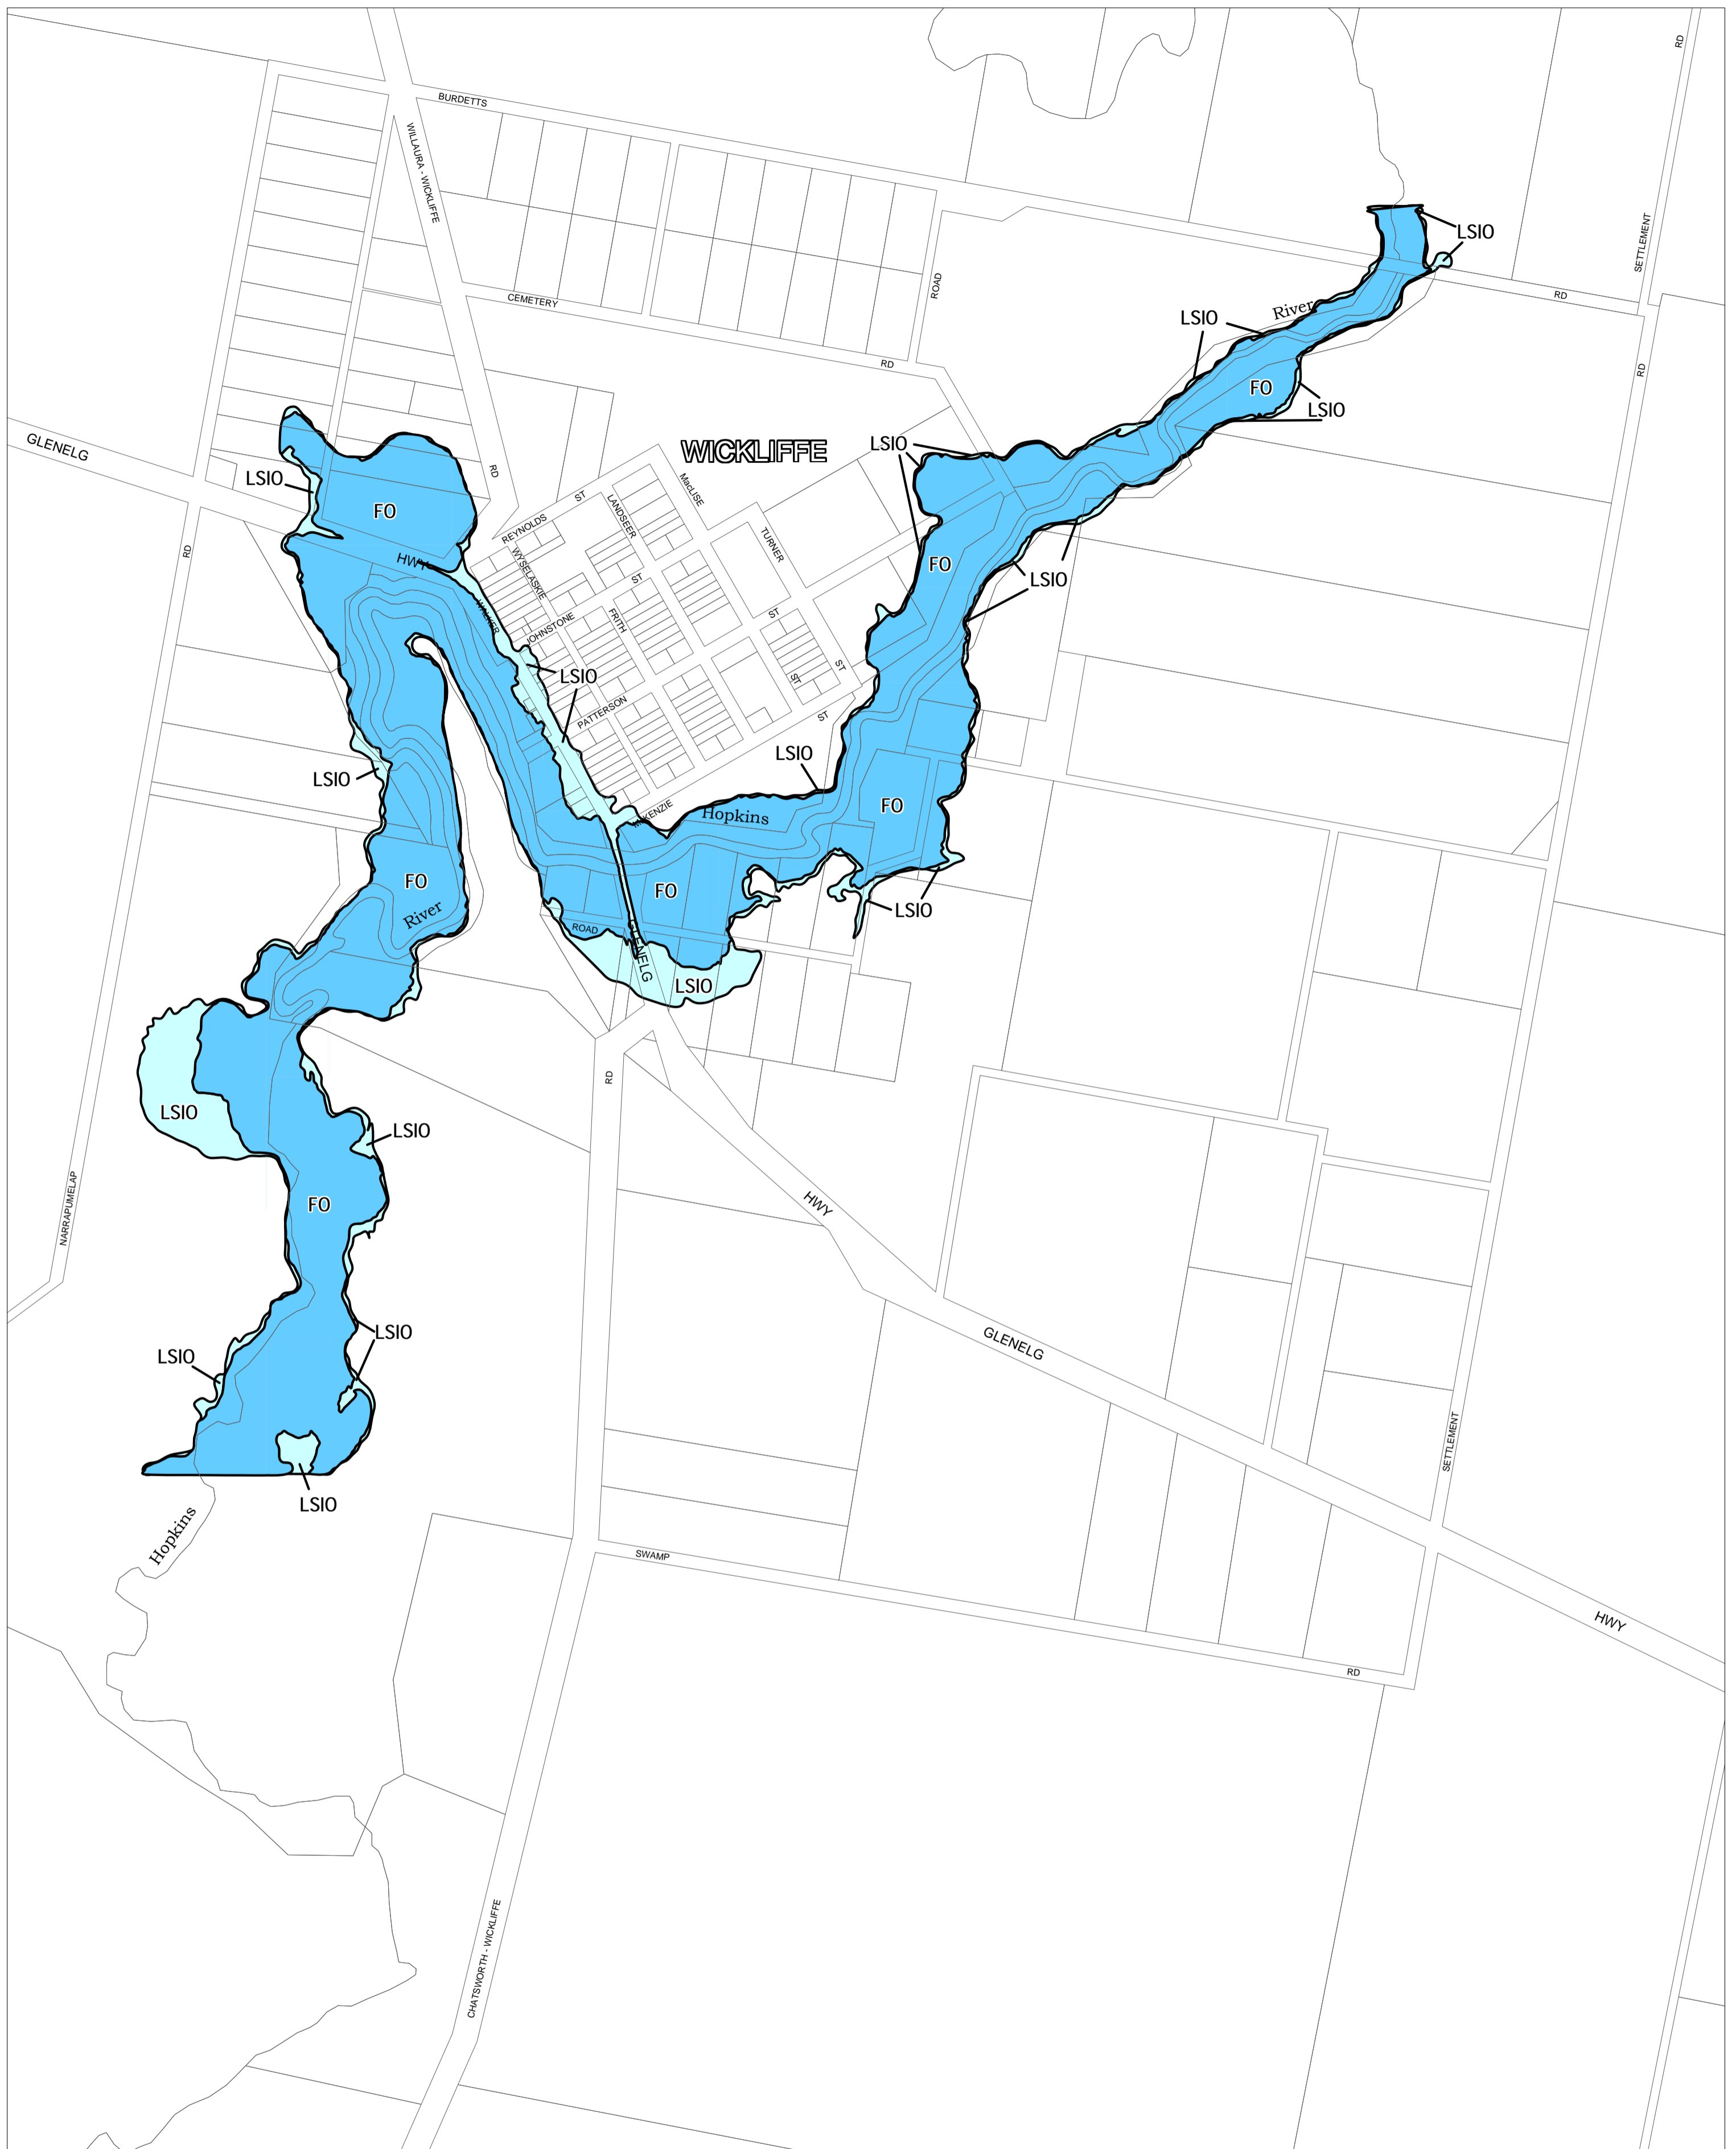 RD
BURDETTS
WILLAURA - WICKLIFFE
LSIO
SETTLEMENT
ROAD
CEMETERY
RD
River
LSIO
RD
RD
FO
LSIO
GLENELG
WICKLIFFE
LSIO
RD
LSIO
MacLISE
ST
LANDSEER
FO
REYNOLDS
TURNER
RD
HWY
WYSELASKIE
FO
ST
LSIO
WALKER
FRITH
ST
JOHNSTONE
LSIO
ST
ST
PATTERSON
ST
LSIO
LSIO
FO
McKENZIE
Hopkins
FO
FO
River
LSIO
ROAD
GLENELG
LSIO
RD
LSIO
LSIO
NARRAPUMELAP
FO
HWY
LSIO
GLENELG
LSIO
SETTLEMENT
LSIO
Hopkins
SWAMP
HWY
RD
CHATSWORTH - WICKLIFFE